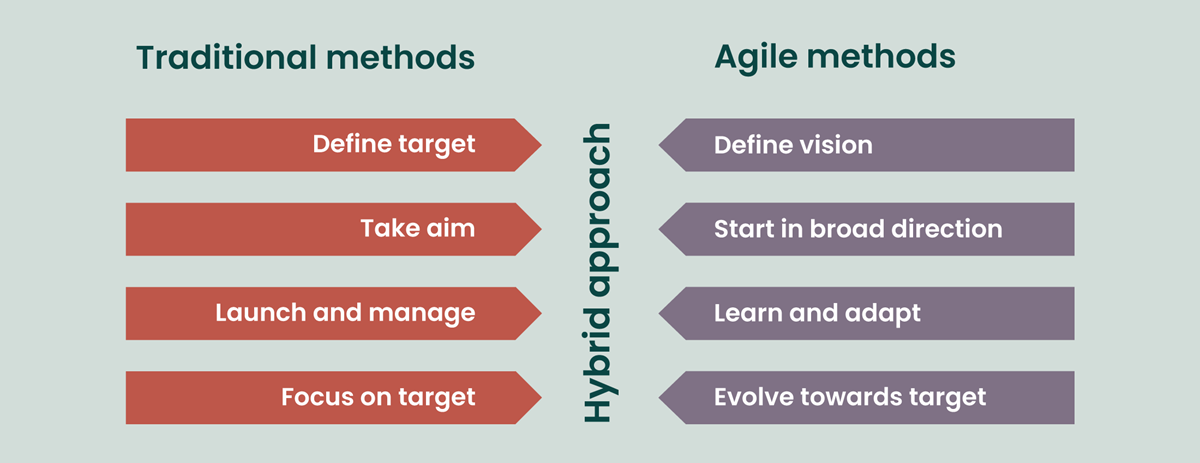 Traditional methods
Define target
Take aim
Launch and manage
Focus on target
Hybrid approach
Agile methods
Define vision
Start in broad direction
Learn and adapt
Evolve towards target